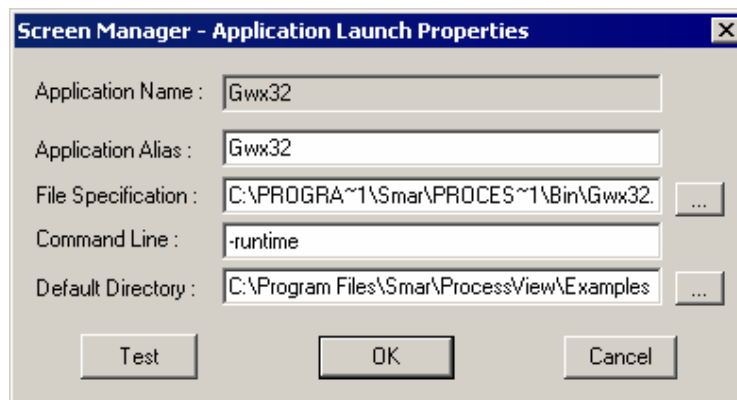 Screen Manager - Application Launch Properties
Application Name : Gwx32
Application Alias : Gwx32
File Specification : C:\PROGRA~1\Smar\PROCES~1\Bin\Gwx32. ...
Command Line : -runtime
Default Directory : C:\Program Files\Smar\ProcessView\Examples ...
Test OK Cancel